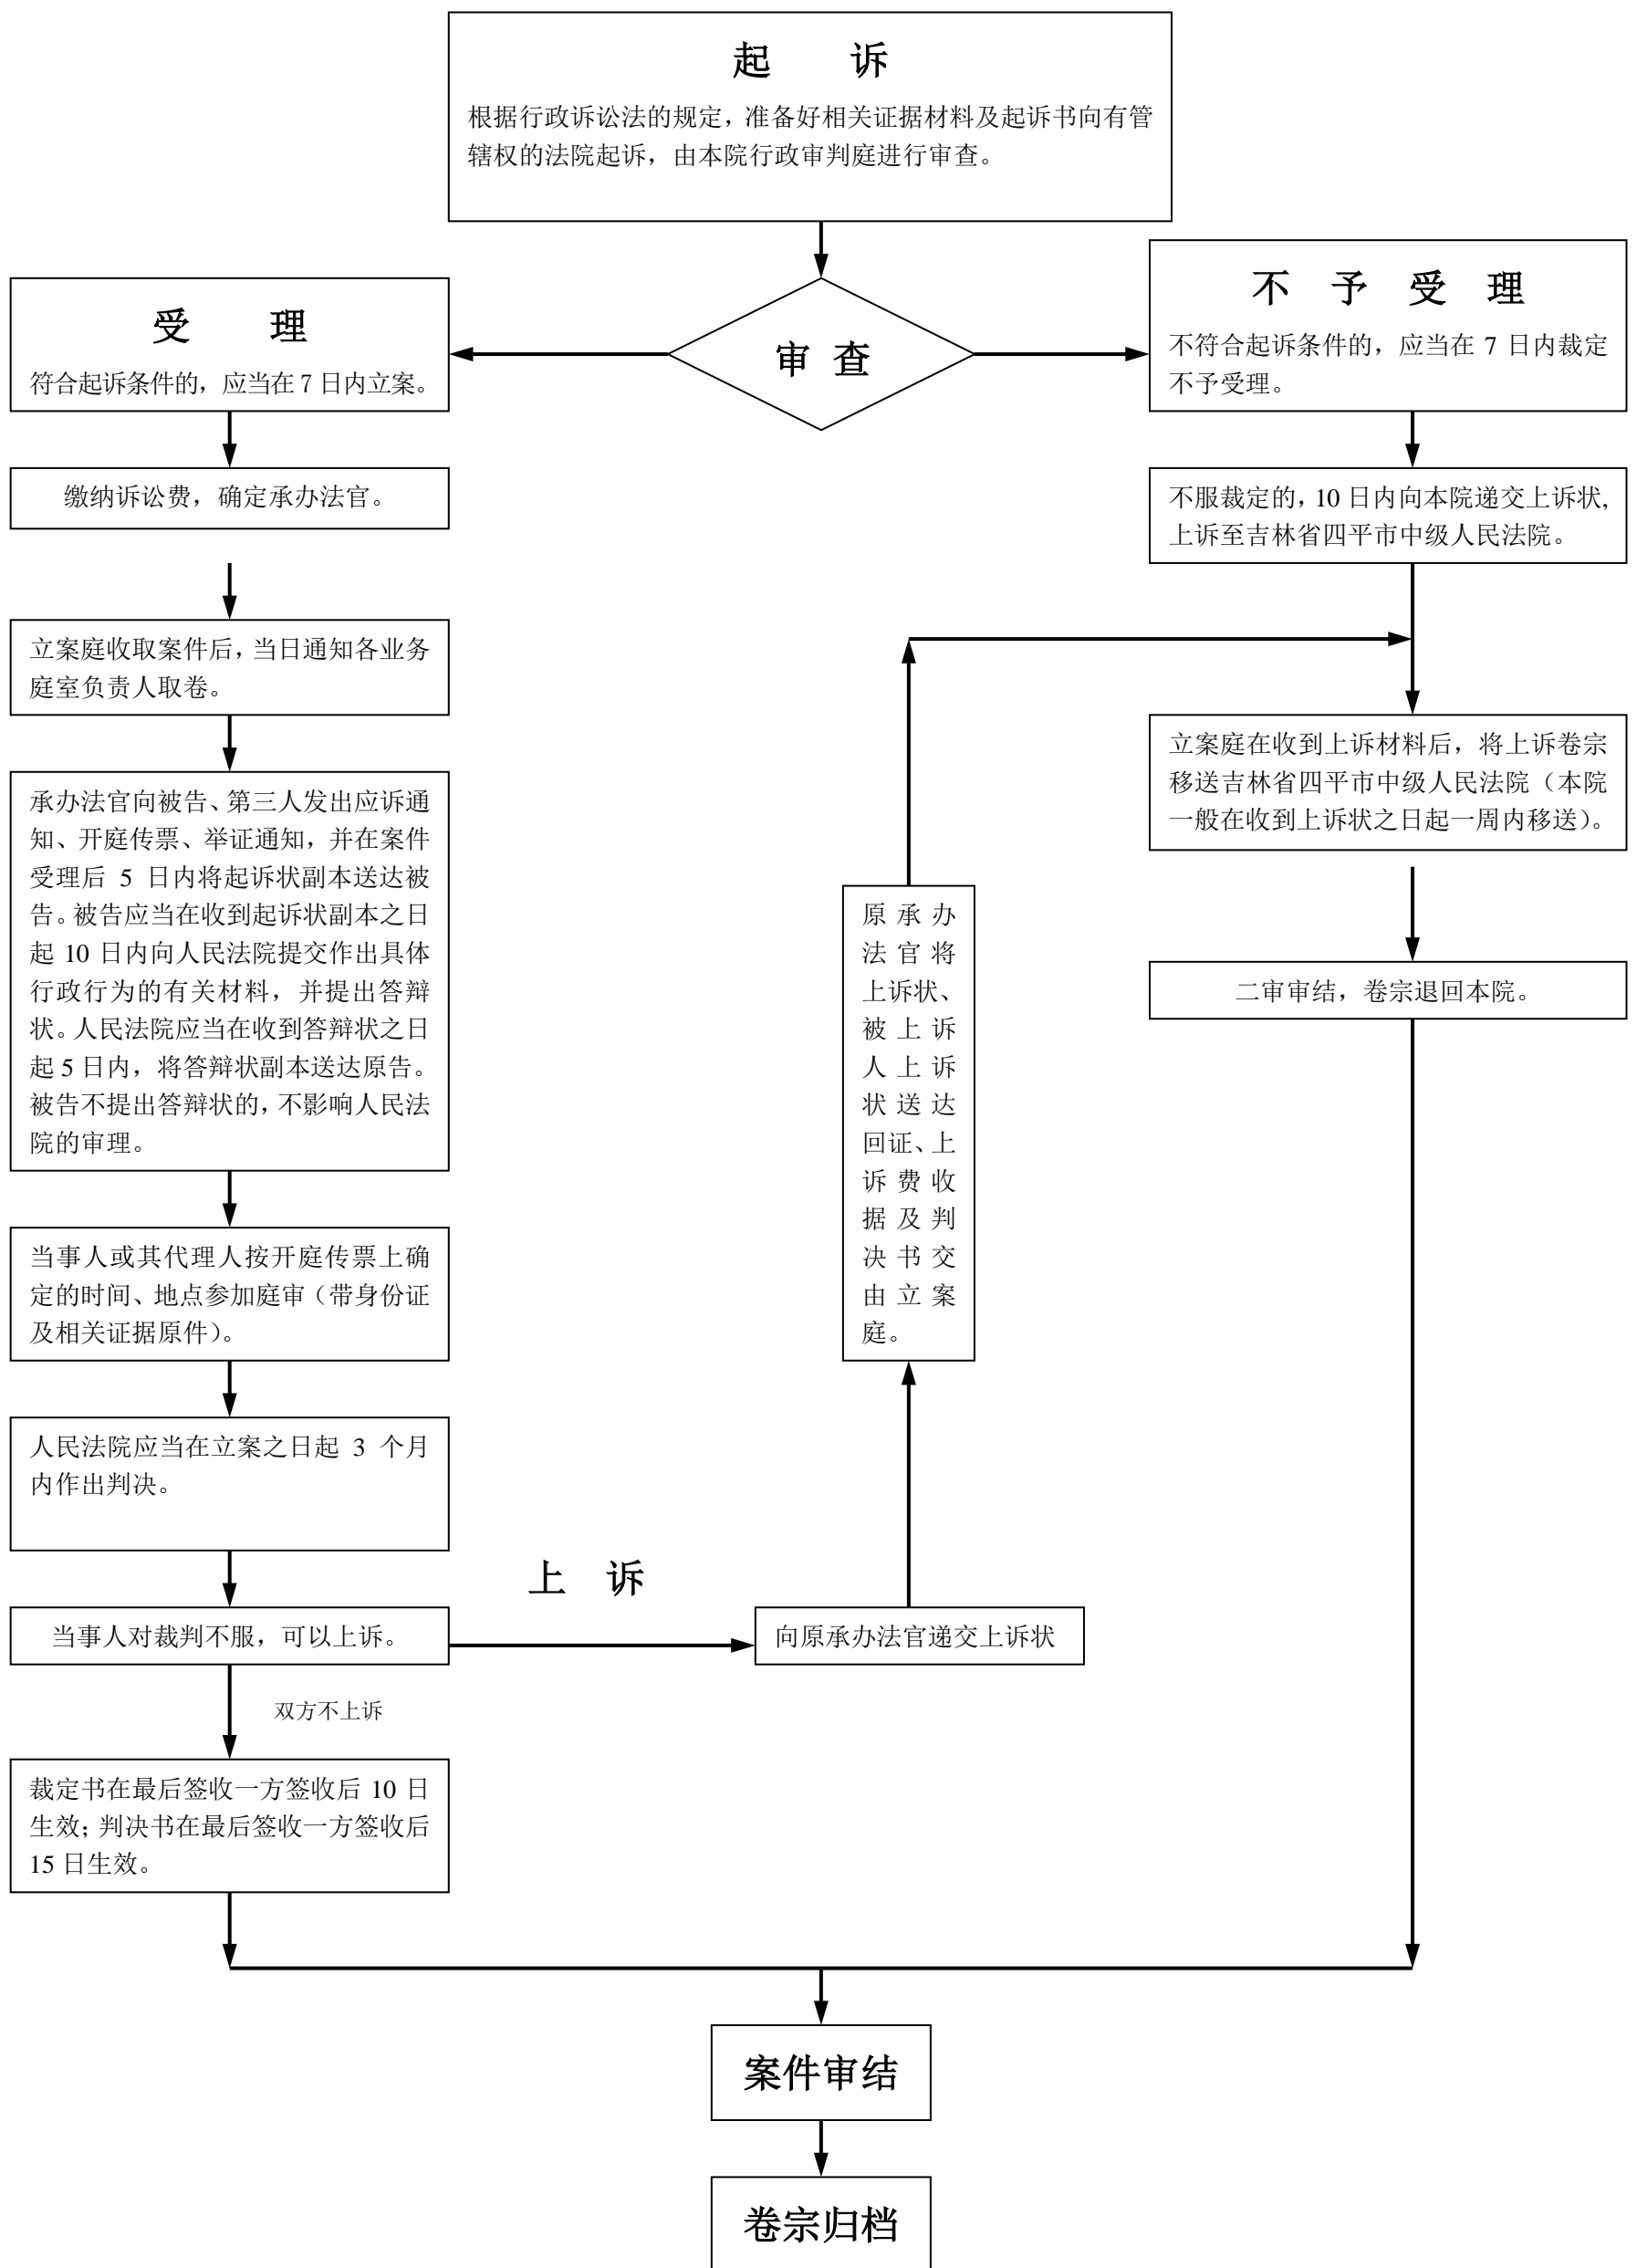 起 诉
根据行政诉讼法的规定，准备好相关证据材料及起诉书向有管
辖权的法院起诉，由本院行政审判庭进行审查。
审 查
受 理
符合起诉条件的，应当在 7 日内立案。
不 予 受 理
不符合起诉条件的，应当在 7 日内裁定
不予受理。
缴纳诉讼费，确定承办法官。
不服裁定的，10 日内向本院递交上诉状，
上诉至吉林省四平市中级人民法院。
立案庭收取案件后，当日通知各业务
庭室负责人取卷。
立案庭在收到上诉材料后，将上诉卷宗
移送吉林省四平市中级人民法院（本院
一般在收到上诉状之日起一周内移送）。
承办法官向被告、第三人发出应诉通
知、开庭传票、举证通知，并在案件
受理后 5 日内将起诉状副本送达被
告。被告应当在收到起诉状副本之日
起 10 日内向人民法院提交作出具体
行政行为的有关材料，并提出答辩
状。人民法院应当在收到答辩状之日
起 5 日内，将答辩状副本送达原告。
被告不提出答辩状的，不影响人民法
院的审理。
原承办
法官将
上诉状、
被上诉
人上诉
状送达
回证、上
诉费收
据及判
决书交
由立案
庭。
二审审结，卷宗退回本院。
当事人或其代理人按开庭传票上确
定的时间、地点参加庭审（带身份证
及相关证据原件）。
人民法院应当在立案之日起 3 个月
内作出判决。
上 诉
当事人对裁判不服，可以上诉。
向原承办法官递交上诉状
双方不上诉
裁定书在最后签收一方签收后 10 日
生效；判决书在最后签收一方签收后
15 日生效。
案件审结
卷宗归档